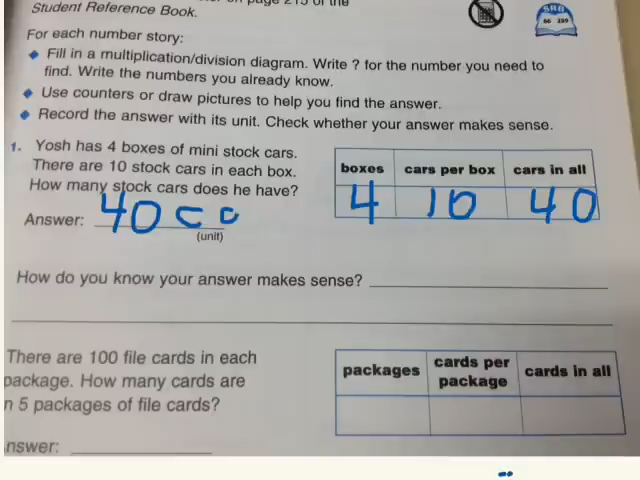 Student Reference Book.
SRB
66 259
For each number story:
◆ Fill in a multiplication/division diagram. Write ? for the number you need to
find. Write the numbers you already know.
◆ Use counters or draw pictures to help you find the answer.
◆ Record the answer with its unit. Check whether your answer makes sense.
1. Yosh has 4 boxes of mini stock cars.
There are 10 stock cars in each box.
How many stock cars does he have?
Answer: 40
(unit)
boxes cars per box cars in all
4 10 40
How do you know your answer makes sense?
There are 100 file cards in each
package. How many cards are
n 5 packages of file cards?
nswer:
packages cards per package cards in all